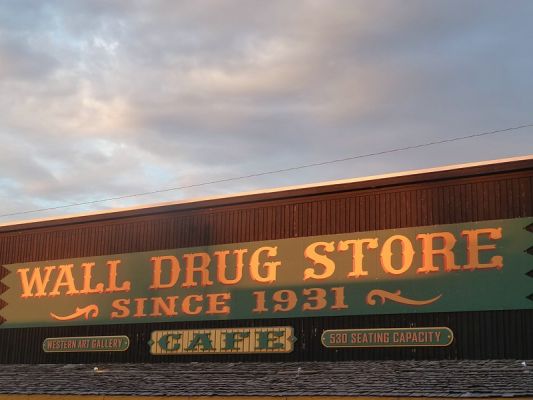 WALL DRUG STORE
SINCE 1931
WESTERN ART GALLERY
CAFE
530 SEATING CAPACITY